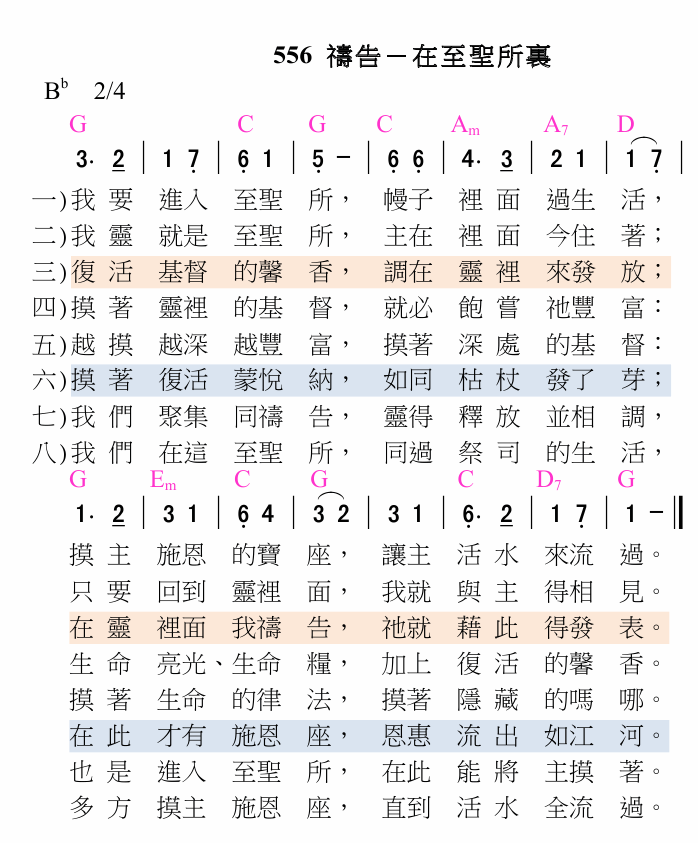 556 禱告－在至聖所裏
B♭ 2/4
G C G C Am A7 D
3· 2 | 1 7̣ | 6̣ 1 | 5̣ － | 6̣ 6̣ | 4· 3 | 2 1 | 1 7̣ |
一)我要進入至聖所，幔子裡面過生活，
二)我靈就是至聖所，主在裡面今住著；
三)復活基督的馨香，調在靈裡來發放；
四)摸著靈裡的基督，就必飽嘗祂豐富：
五)越摸越深越豐富，摸著深處的基督：
六)摸著復活蒙悅納，如同枯杖發了芽；
七)我們聚集同禱告，靈得釋放並相調，
八)我們在這至聖所，同過祭司的生活，
G Em C G C D7 G
1· 2 | 3 1 | 6̣ 4 | 3 2 | 3 1 | 6̣· 2 | 1 7̣ | 1 － ‖
摸主施恩的寶座，讓主活水來流過。
只要回到靈裡面，我就與主得相見。
在靈裡面我禱告，祂就藉此得發表。
生命亮光、生命糧，加上復活的馨香。
摸著生命的律法，摸著隱藏的嗎哪。
在此才有施恩座，恩惠流出如江河。
也是進入至聖所，在此能將主摸著。
多方摸主施恩座，直到活水全流過。